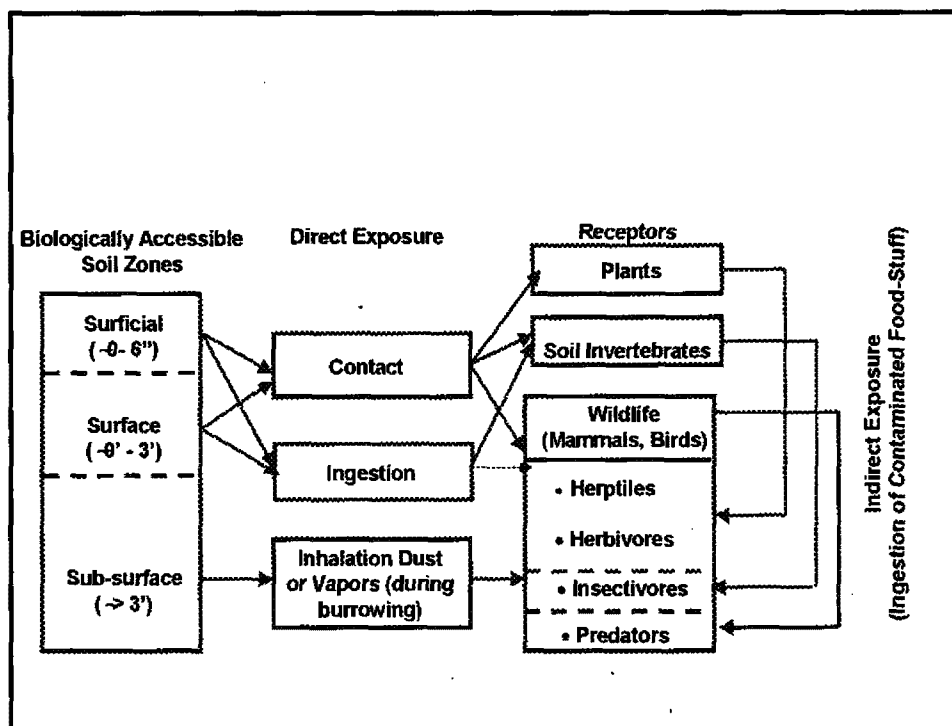 Biologically Accessible
Soil Zones
Surficial
(~0- 6")
Surface
(~0' - 3')
Sub-surface
(~> 3')
Direct Exposure
Contact
Ingestion
Inhalation Dust
or Vapors (during
burrowing)
Receptors
Plants
Soil Invertebrates
Wildlife
(Mammals, Birds)
• Herptiles
• Herbivores
• Insectivores
• Predators
Indirect Exposure
(Ingestion of Contaminated Food-Stuff)